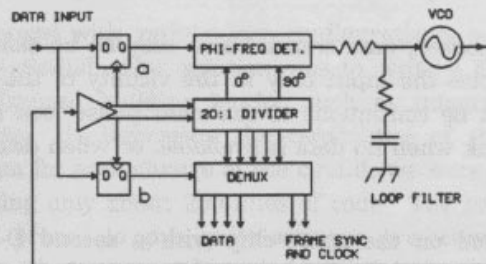 DATA INPUT
VCO
D Q
PHI-FREQ DET.
a
0° 90°
20:1 DIVIDER
D Q
DEMUX
b
LOOP FILTER
DATA
FRAME SYNC
AND CLOCK